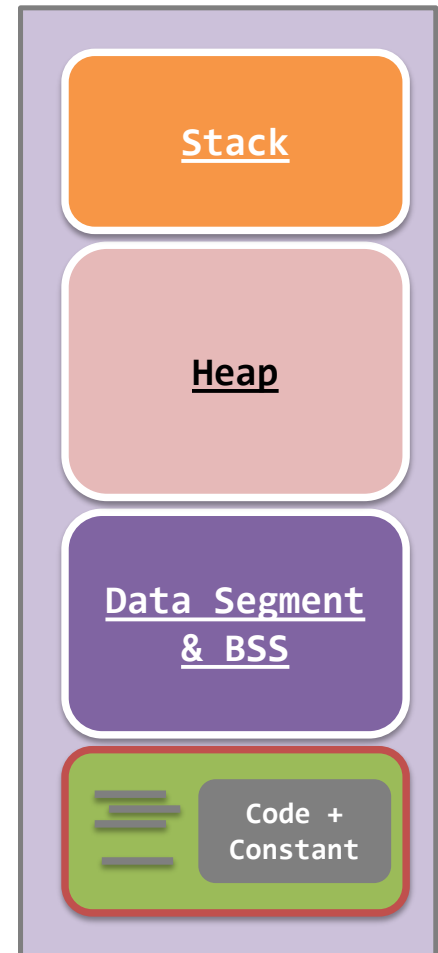 Stack
Heap
Data Segment
& BSS
Code +
Constant